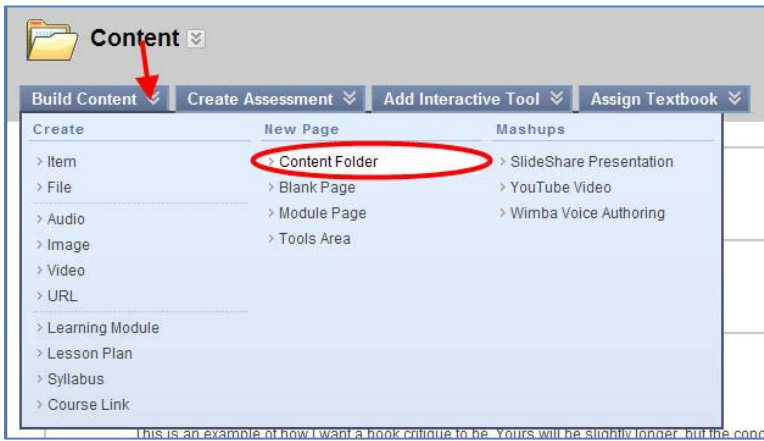 Content
Build Content
Create Assessment
Add Interactive Tool
Assign Textbook
Create
> Item
> File
> Audio
> Image
> Video
> URL
> Learning Module
> Lesson Plan
> Syllabus
> Course Link
New Page
> Content Folder
> Blank Page
> Module Page
> Tools Area
Mashups
> SlideShare Presentation
> YouTube Video
> Wimba Voice Authoring
This is an example of how I want a book critique to be. Yours will be slightly longer, but the conc